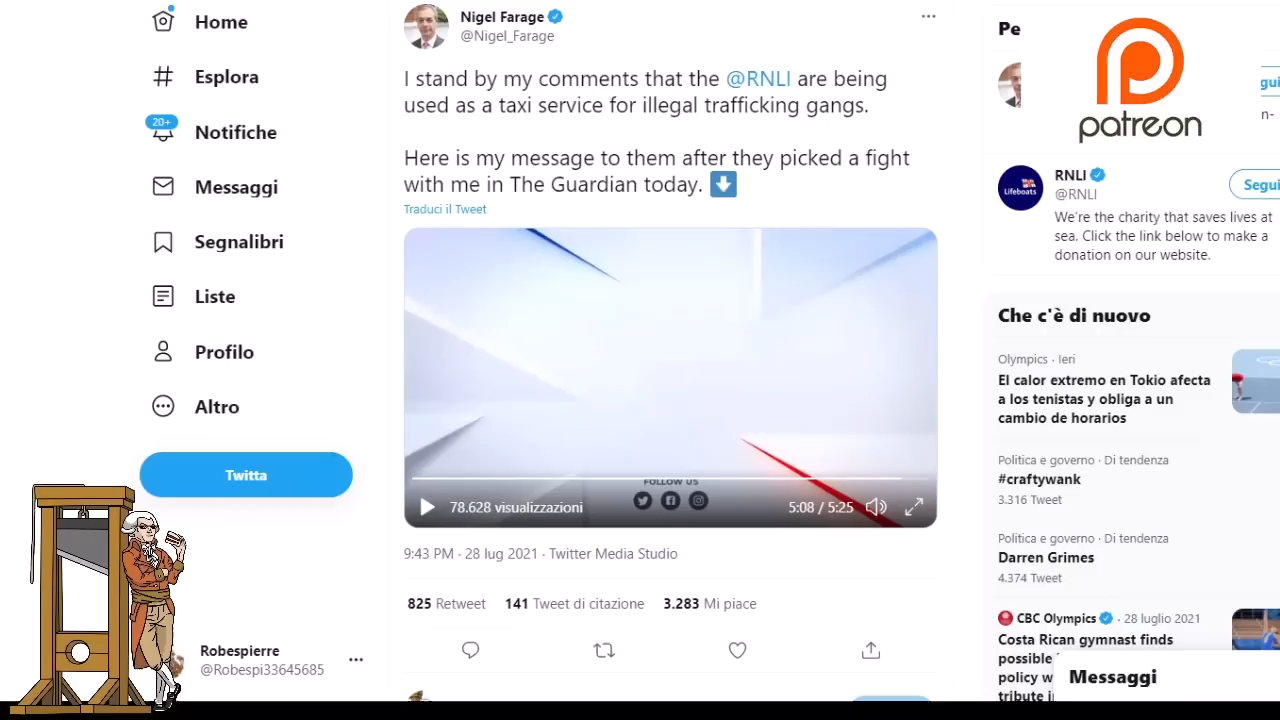 Home
Esplora
20+
Notifiche
Messaggi
Segnalibri
Liste
Profilo
Altro
Twitta
Robespierre
@Robespi33645685
Nigel Farage
@Nigel_Farage
I stand by my comments that the @RNLI are being
used as a taxi service for illegal trafficking gangs.
Here is my message to them after they picked a fight
with me in The Guardian today.
Traduci il Tweet
FOLLOW US
78.628 visualizzazioni
5:08 / 5:25
9:43 PM · 28 lug 2021 · Twitter Media Studio
825 Retweet 141 Tweet di citazione 3.283 Mi piace
Pe
patreon
gui
n-
Lifeboats
RNLI
@RNLI
Segui
We're the charity that saves lives at
sea. Click the link below to make a
donation on our website.
Che c'è di nuovo
Olympics · Ieri
El calor extremo en Tokio afecta
a los tenistas y obliga a un
cambio de horarios
Politica e governo · Di tendenza
#craftywank
3.316 Tweet
Politica e governo · Di tendenza
Darren Grimes
4.374 Tweet
CBC Olympics · 28 luglio 2021
Costa Rican gymnast finds
possible
policy w
tribute i
Messaggi